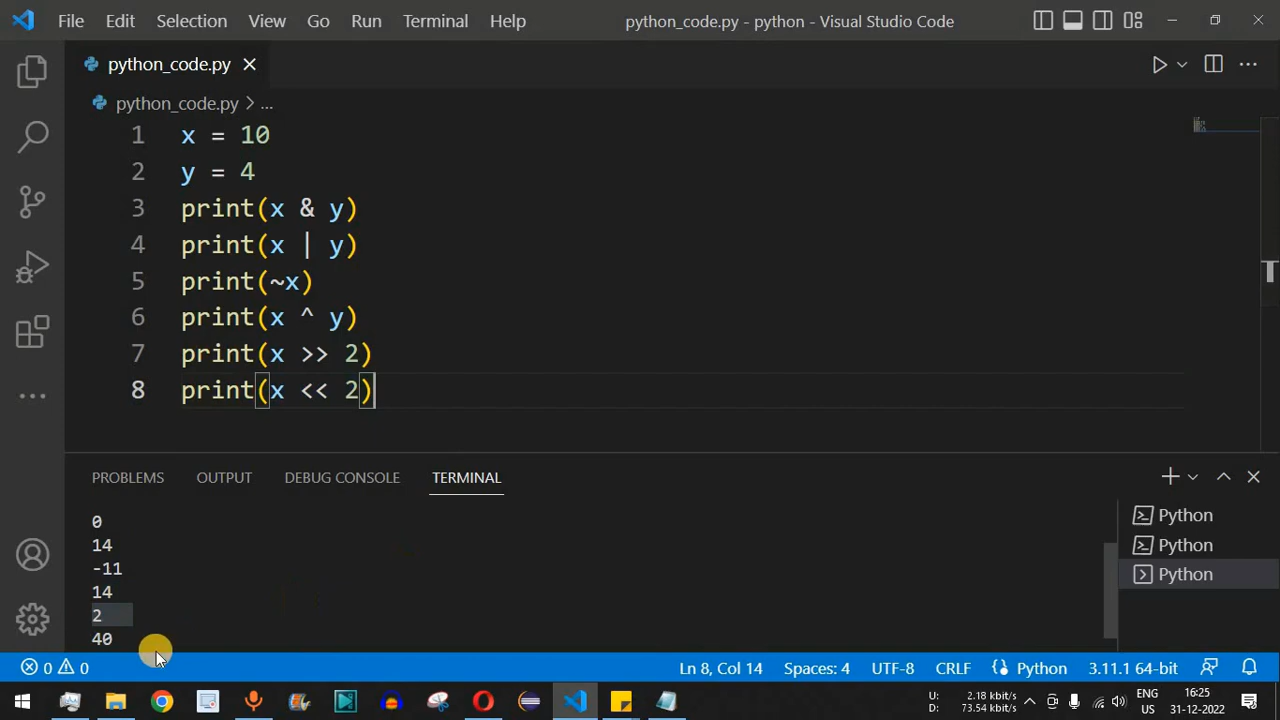 File Edit Selection View Go Run Terminal Help python_code.py - python - Visual Studio Code
python_code.py
python_code.py > ...
1 x = 10
2 y = 4
3 print(x & y)
4 print(x | y)
5 print(~x)
6 print(x ^ y)
7 print(x >> 2)
8 print(x << 2)
PROBLEMS OUTPUT DEBUG CONSOLE TERMINAL
0
14
-11
14
2
40
Python
Python
Python
0 0 Ln 8, Col 14 Spaces: 4 UTF-8 CRLF Python 3.11.1 64-bit
U: 2.18 kbit/s
D: 73.54 kbit/s
ENG
US
16:25
31-12-2022